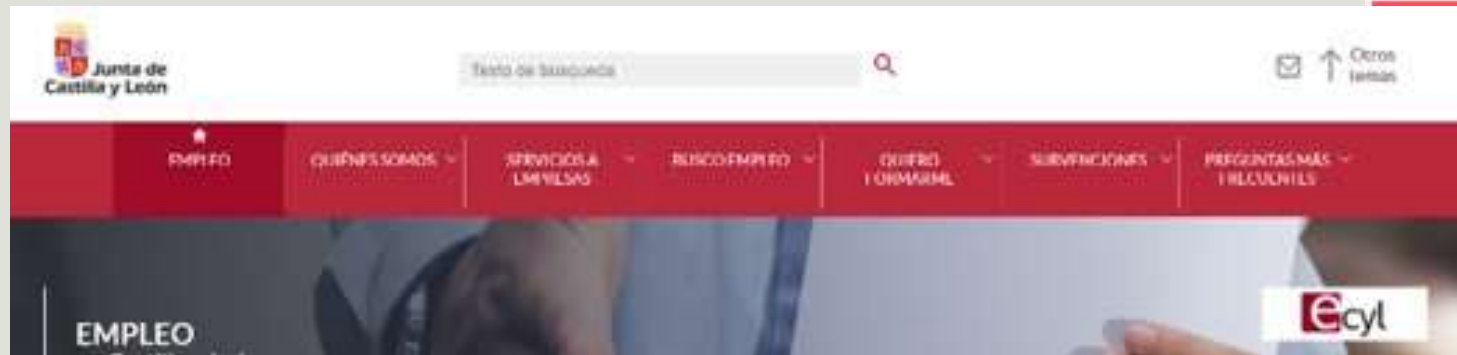 Junta de
Castilla y León
Texto de búsqueda
Otros
temas
EMPLEO
QUIÉNES SOMOS
SERVICIOS A
EMPRESAS
BUSCO EMPLEO
QUIERO
FORMARME
SUBVENCIONES
PREGUNTAS MÁS
FRECUENTES
EMPLEO
ecyl